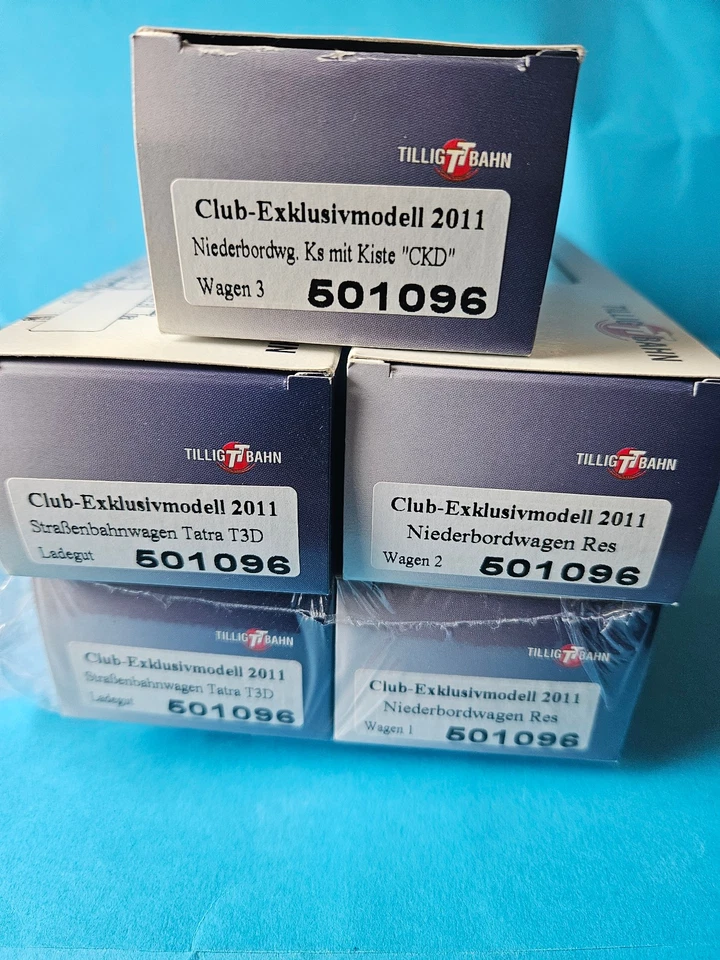 TILLIG TT BAHN
Club-Exklusivmodell 2011
Niederbordwg. Ks mit Kiste "CKD"
Wagen 3 501096
TILLIG TT BAHN
TILLIG TT BAHN
Club-Exklusivmodell 2011
Straßenbahnwagen Tatra T3D
Ladegut 501096
TILLIG TT BAHN
Club-Exklusivmodell 2011
Niederbordwagen Res
Wagen 2 501096
TILLIG TT BAHN
Club-Exklusivmodell 2011
Straßenbahnwagen Tatra T3D
Ladegut 501096
TILLIG TT BAHN
Club-Exklusivmodell 2011
Niederbordwagen Res
Wagen 1 501096